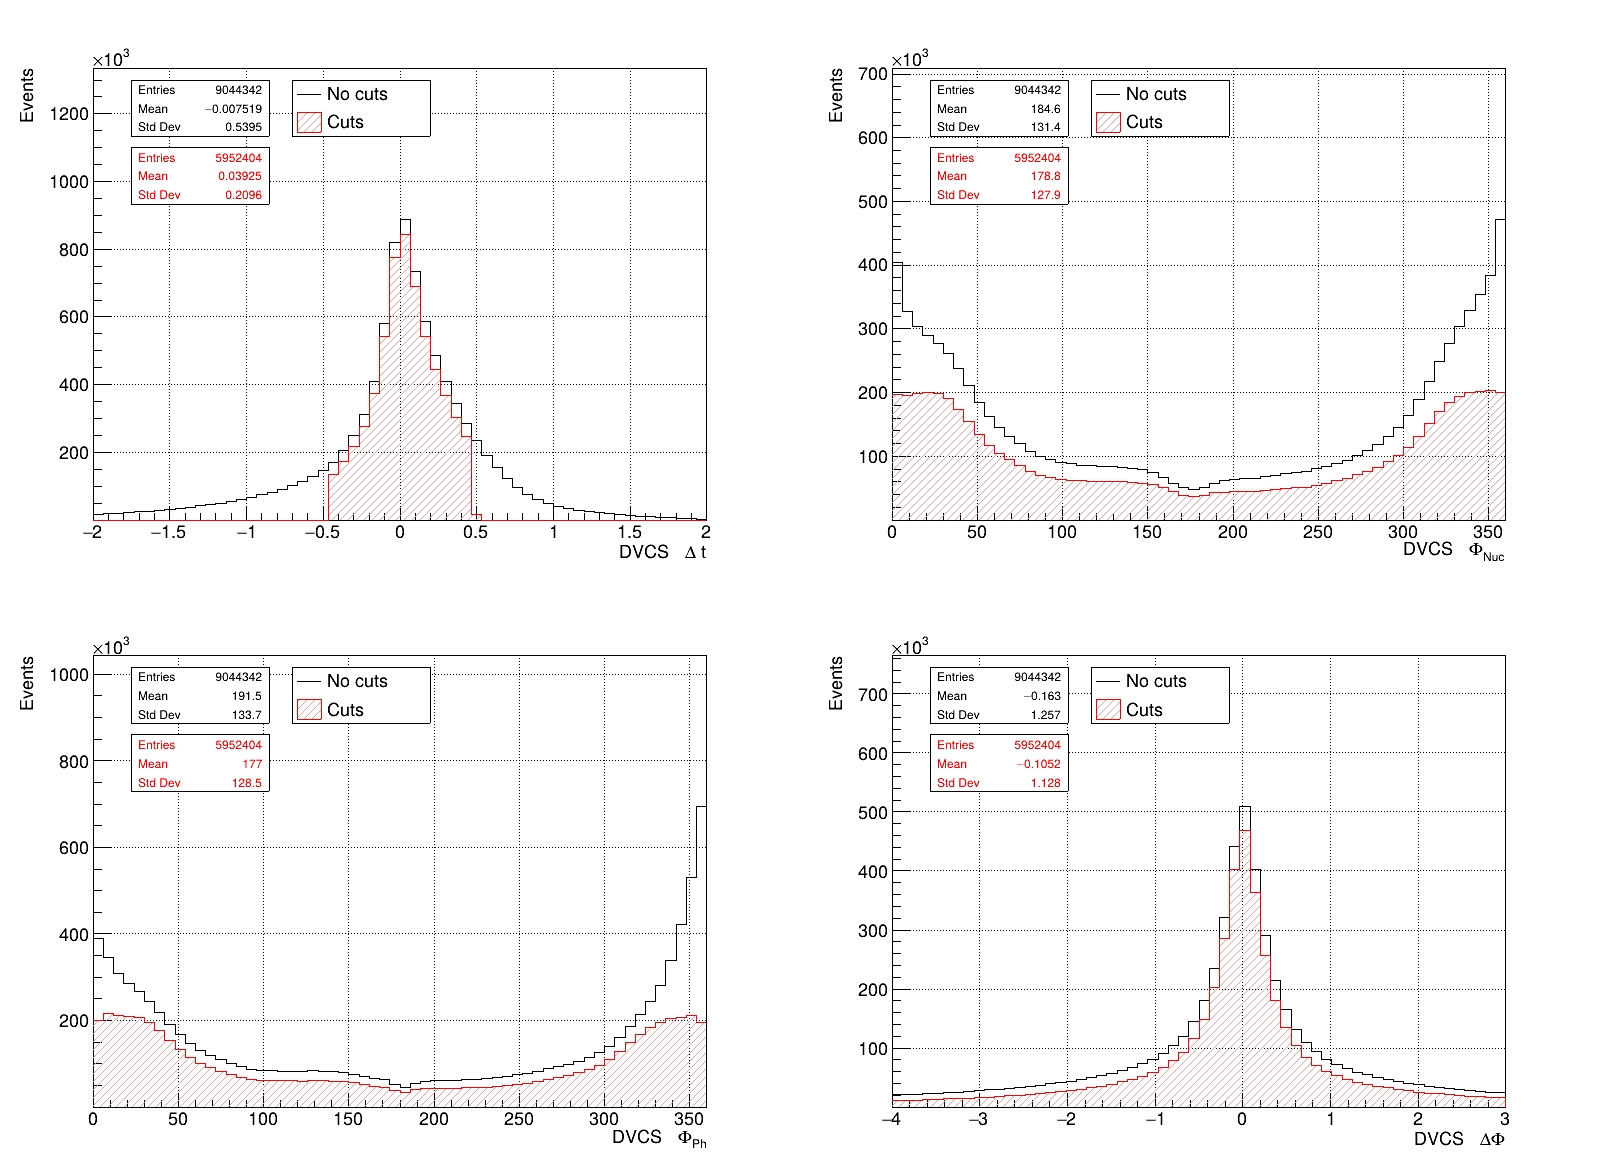 ×10³
Events
1200
1000
800
600
400
200
Entries 9044342
Mean −0.007519
Std Dev 0.5395
Entries 5952404
Mean 0.03925
Std Dev 0.2096
No cuts
Cuts
−2 −1.5 −1 −0.5 0 0.5 1 1.5 2
DVCS Δ t
×10³
Events
700
600
500
400
300
200
100
Entries 9044342
Mean 184.6
Std Dev 131.4
Entries 5952404
Mean 178.8
Std Dev 127.9
No cuts
Cuts
0 50 100 150 200 250 300 350
DVCS Φ_Nuc
×10³
Events
1000
800
600
400
200
Entries 9044342
Mean 191.5
Std Dev 133.7
Entries 5952404
Mean 177
Std Dev 128.5
No cuts
Cuts
0 50 100 150 200 250 300 350
DVCS Φ_Ph
×10³
Events
700
600
500
400
300
200
100
Entries 9044342
Mean −0.163
Std Dev 1.257
Entries 5952404
Mean −0.1052
Std Dev 1.128
No cuts
Cuts
−4 −3 −2 −1 0 1 2 3
DVCS ΔΦ